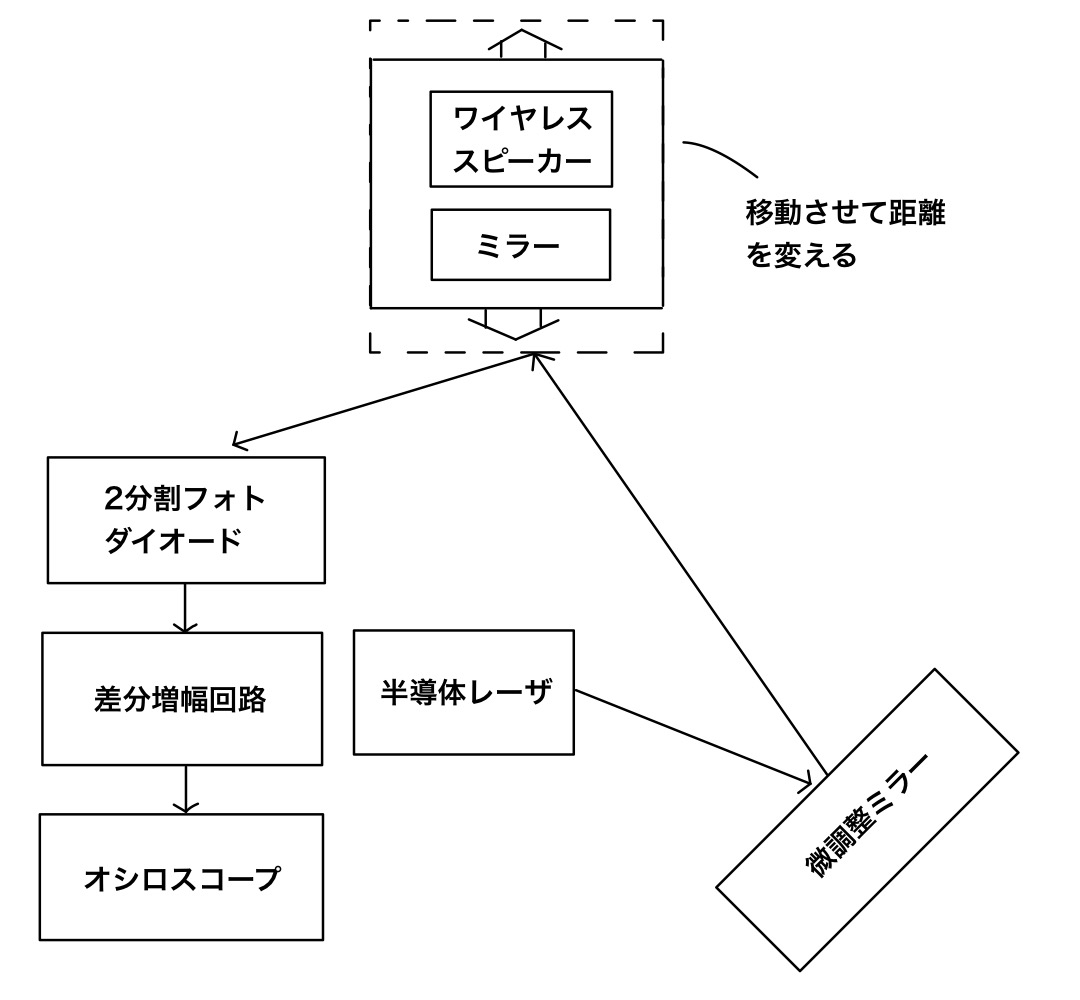 ワイヤレス
スピーカー
ミラー
移動させて距離
を変える
2分割フォト
ダイオード
差分増幅回路
半導体レーザ
オシロスコープ
微調整ミラー